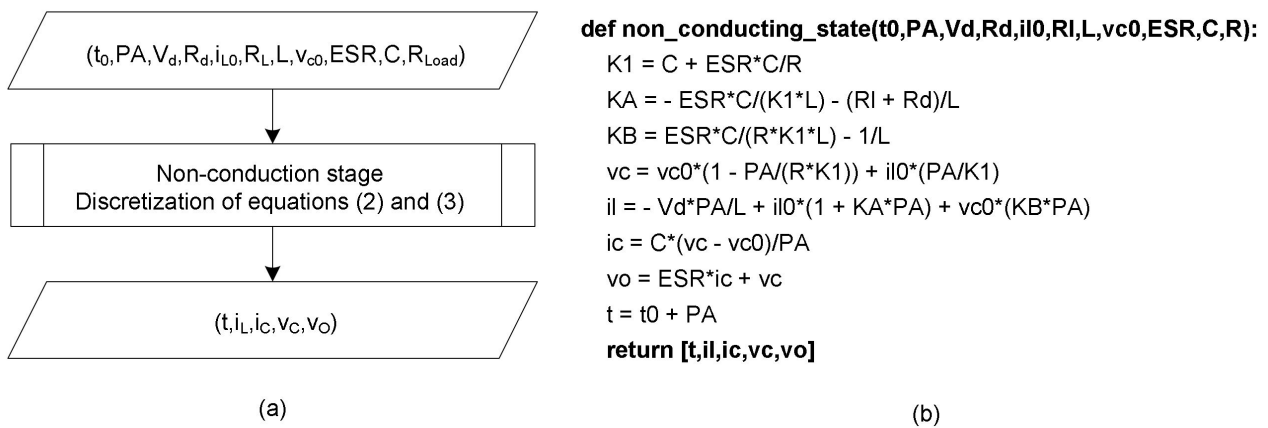 (t0,PA,Vd,Rd,iL0,RL,L,vc0,ESR,C,RLoad)
Non-conduction stage
Discretization of equations (2) and (3)
(t,iL,iC,vC,vO)
(a)
def non_conducting_state(t0,PA,Vd,Rd,il0,Rl,L,vc0,ESR,C,R):
K1 = C + ESR*C/R
KA = - ESR*C/(K1*L) - (Rl + Rd)/L
KB = ESR*C/(R*K1*L) - 1/L
vc = vc0*(1 - PA/(R*K1)) + il0*(PA/K1)
il = - Vd*PA/L + il0*(1 + KA*PA) + vc0*(KB*PA)
ic = C*(vc - vc0)/PA
vo = ESR*ic + vc
t = t0 + PA
return [t,il,ic,vc,vo]
(b)